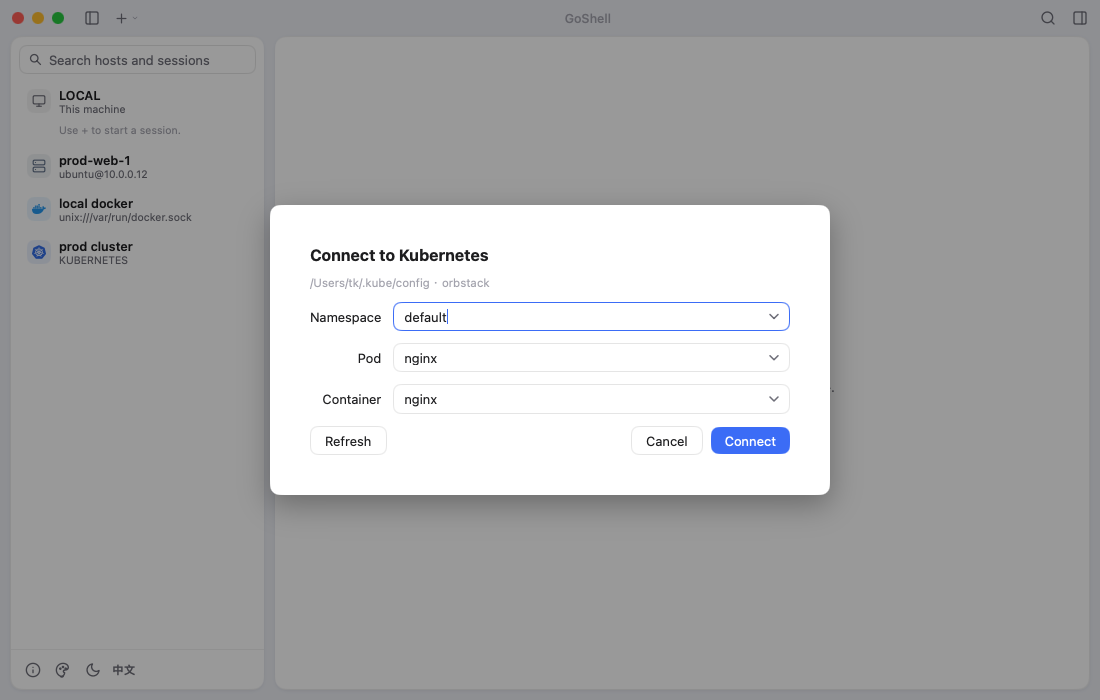 GoShell
Search hosts and sessions
LOCAL
This machine
Use + to start a session.
prod-web-1
ubuntu@10.0.0.12
local docker
unix:///var/run/docker.sock
prod cluster
KUBERNETES
Connect to Kubernetes
/Users/tk/.kube/config · orbstack
Namespace default
Pod nginx
Container nginx
Refresh Cancel Connect
中文